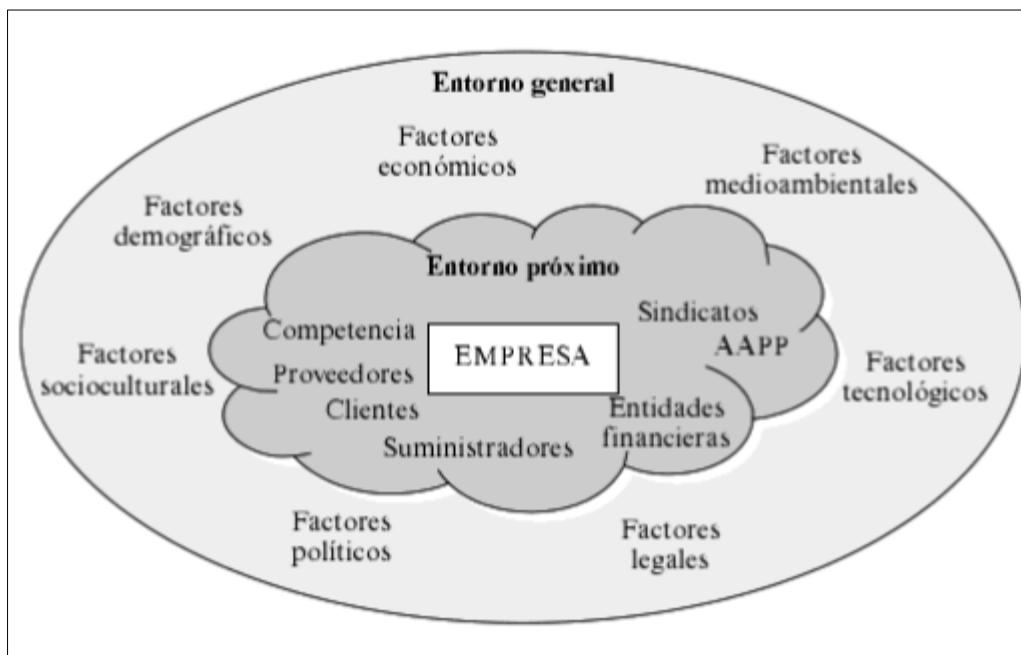 Entorno general
Factores
económicos
Factores
medioambientales
Factores
demográficos
Entorno próximo
Sindicatos
Competencia
EMPRESA
AAPP
Factores
socioculturales
Proveedores
Factores
tecnológicos
Clientes
Entidades
financieras
Suministradores
Factores
políticos
Factores
legales